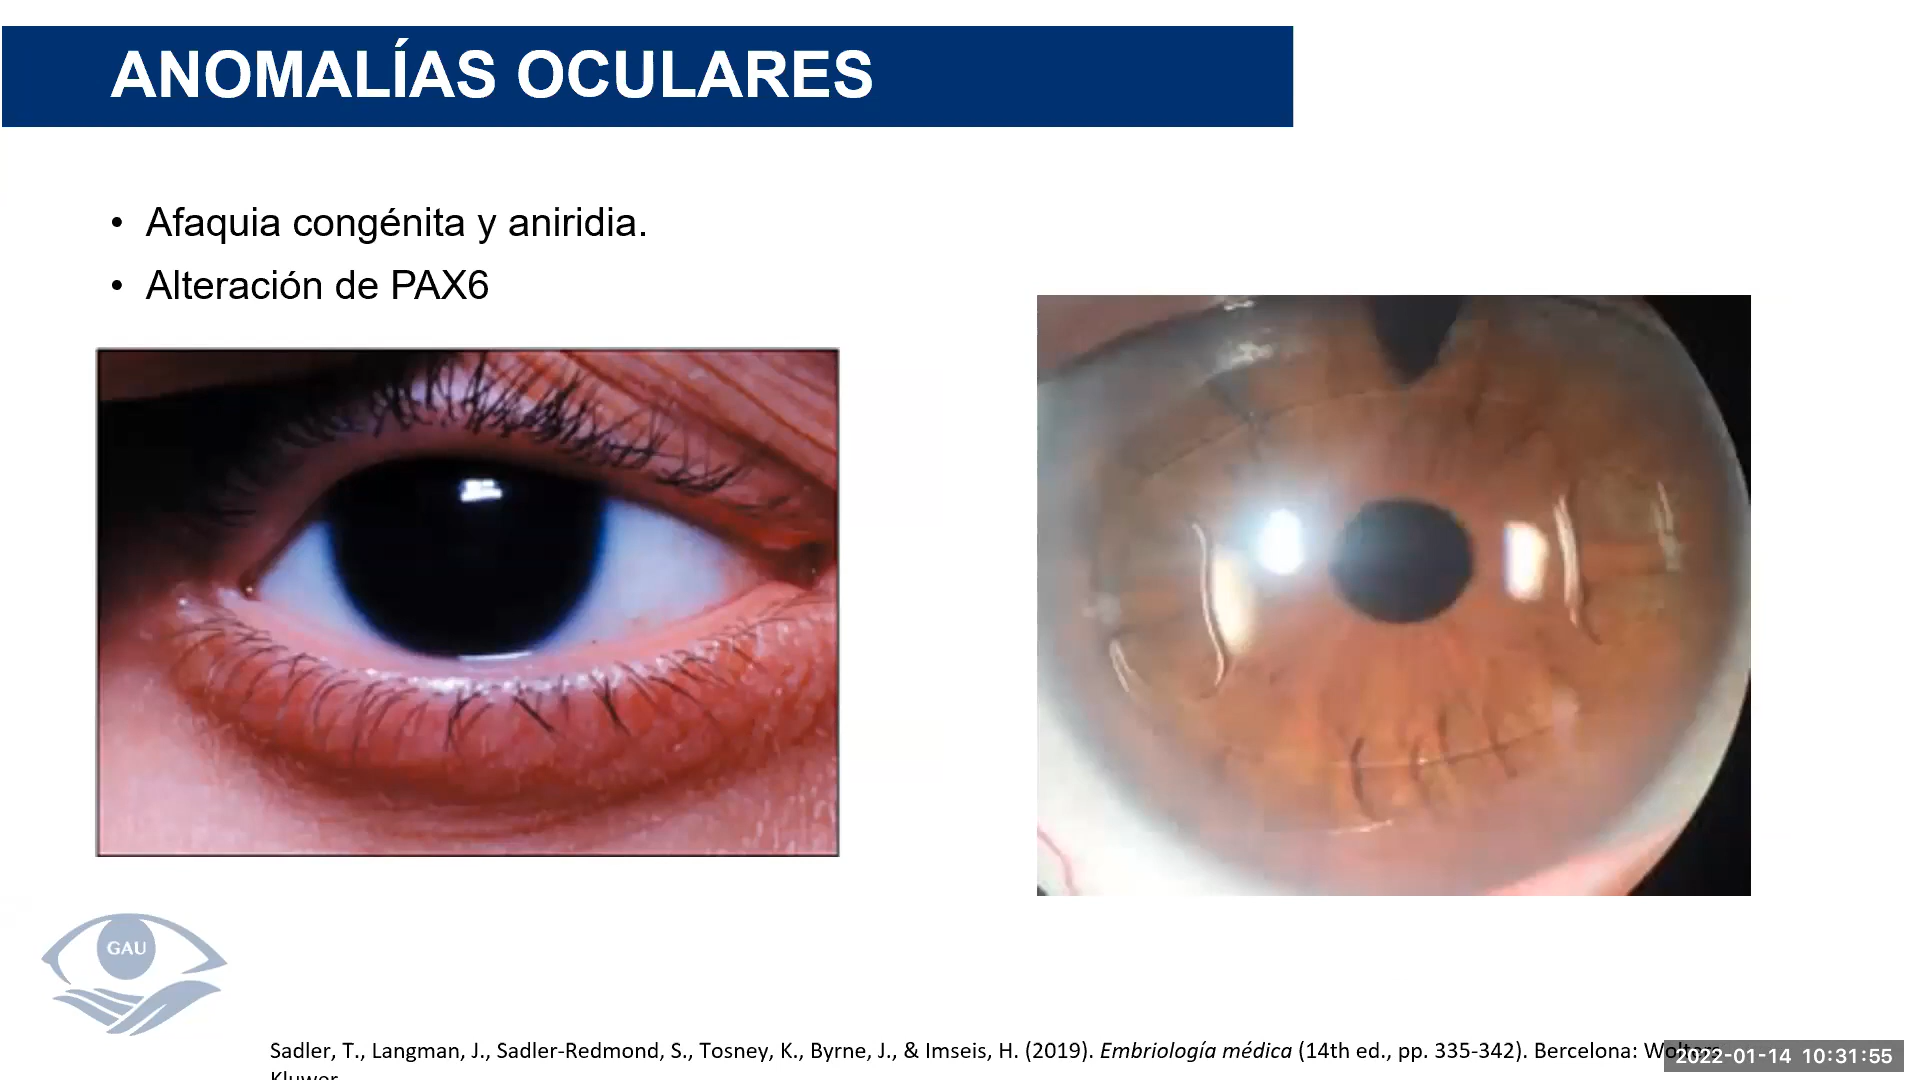 ANOMALÍAS OCULARES
• Afaquia congénita y aniridia.
• Alteración de PAX6
GAU
Sadler, T., Langman, J., Sadler-Redmond, S., Tosney, K., Byrne, J., & Imseis, H. (2019). Embriología médica (14th ed., pp. 335-342). Bercelona: Wolters
2022-01-14 10:31:55
Kluwer